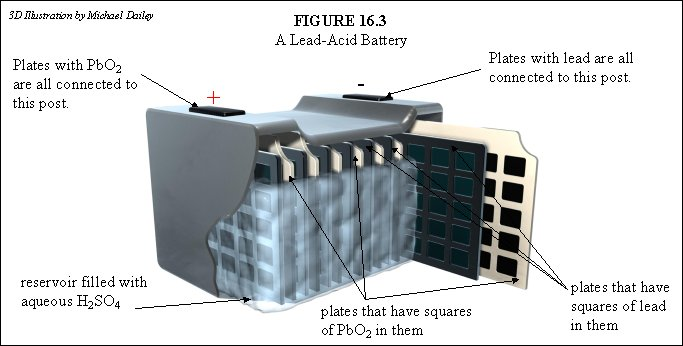 3D Illustration by Michael Dailey
FIGURE 16.3
A Lead-Acid Battery
Plates with PbO₂
are all connected to
this post.
+
-
Plates with lead are all
connected to this post.
reservoir filled with
aqueous H₂SO₄
plates that have squares
of PbO₂ in them
plates that have
squares of lead
in them